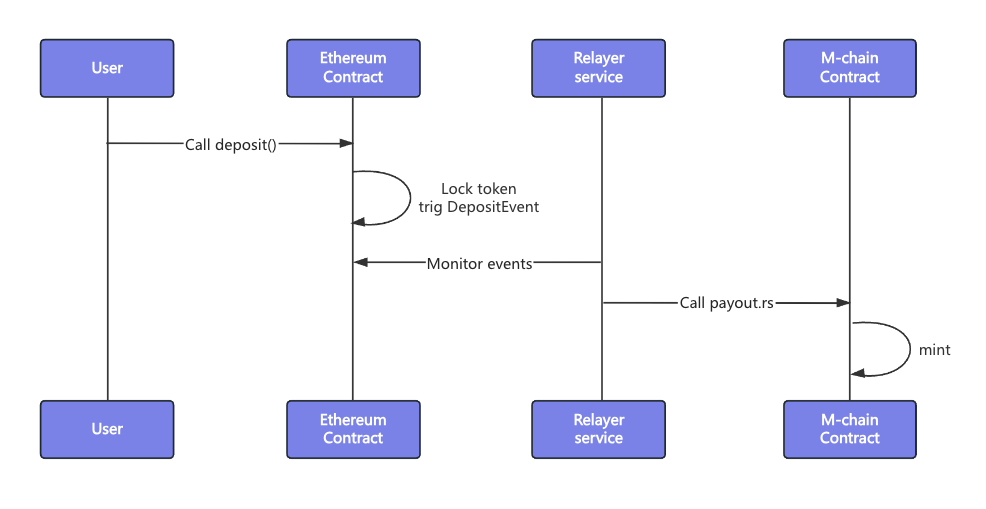 User
Ethereum
Contract
Relayer
service
M-chain
Contract
Call deposit()
Lock token
trig DepositEvent
Monitor events
Call payout.rs
mint
User
Ethereum
Contract
Relayer
service
M-chain
Contract